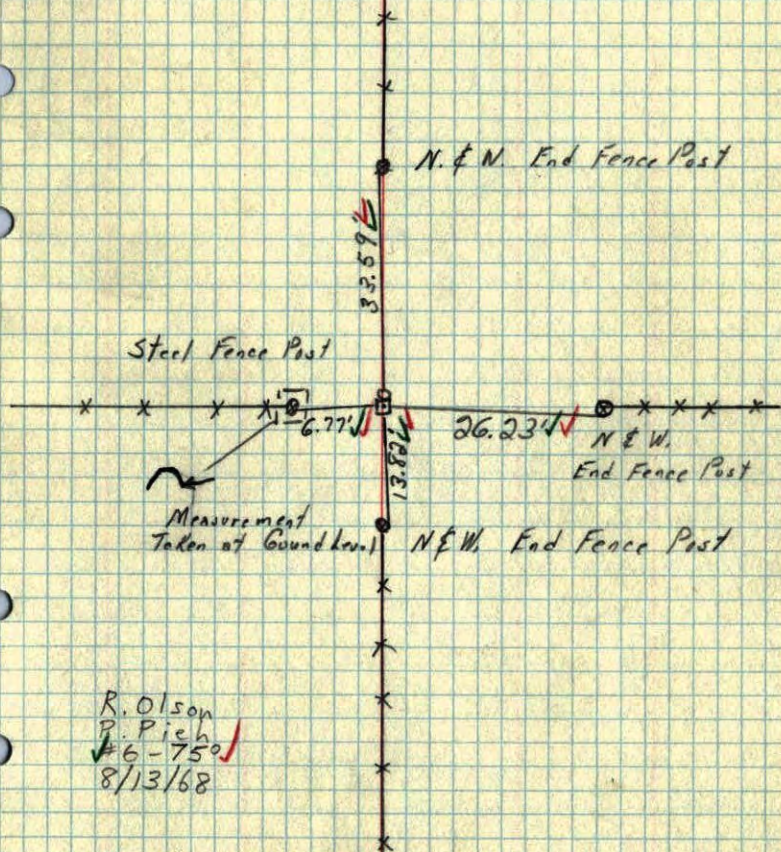 N. & N. End Fence Post
33.59'
Steel Fence Post
6.77'
26.23'
13.82'
N & W.
End Fence Post
Measurement
Taken at Gound Level
N & W. End Fence Post
R. Olson
P. Pieh
#6 - 75°
8/13/68